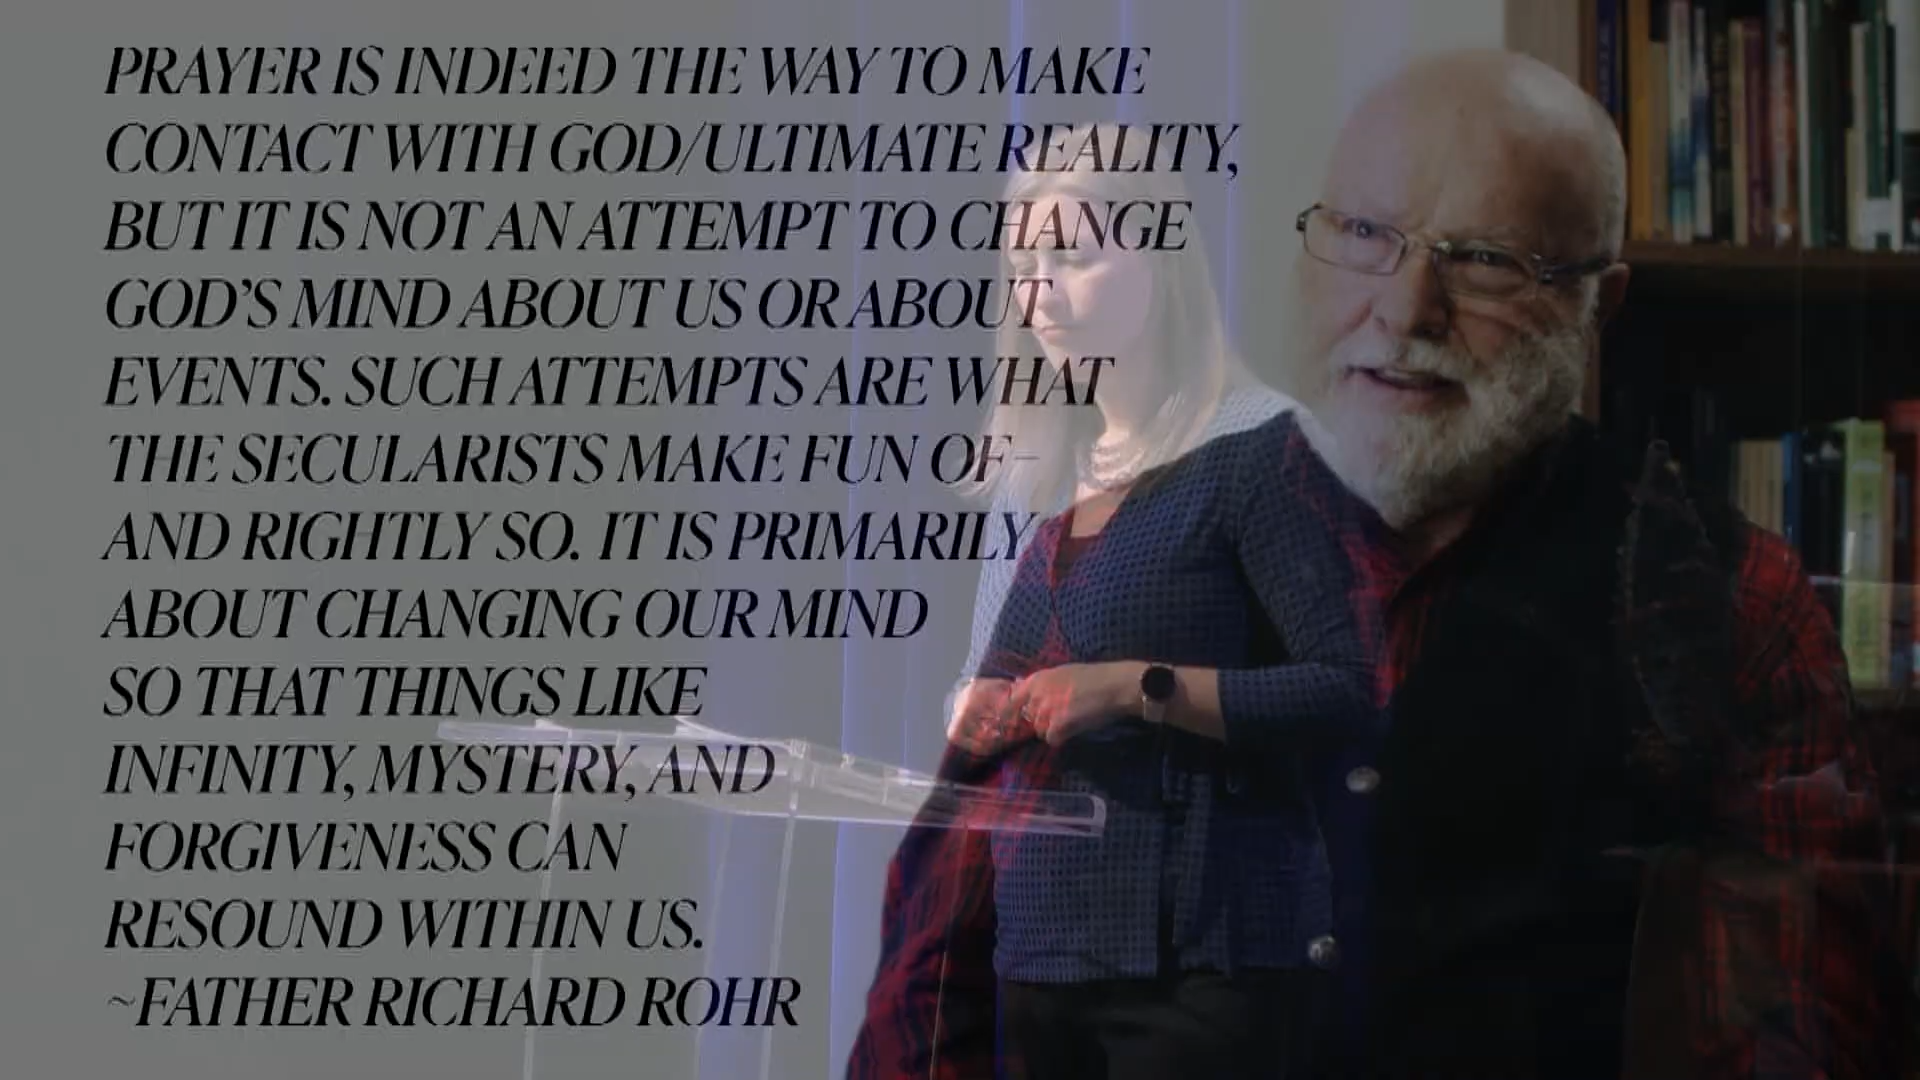 PRAYER IS INDEED THE WAY TO MAKE
CONTACT WITH GOD/ULTIMATE REALITY,
BUT IT IS NOT AN ATTEMPT TO CHANGE
GOD'S MIND ABOUT US OR ABOUT
EVENTS. SUCH ATTEMPTS ARE WHAT
THE SECULARISTS MAKE FUN OF–
AND RIGHTLY SO. IT IS PRIMARILY
ABOUT CHANGING OUR MIND
SO THAT THINGS LIKE
INFINITY, MYSTERY, AND
FORGIVENESS CAN
RESOUND WITHIN US.
~FATHER RICHARD ROHR